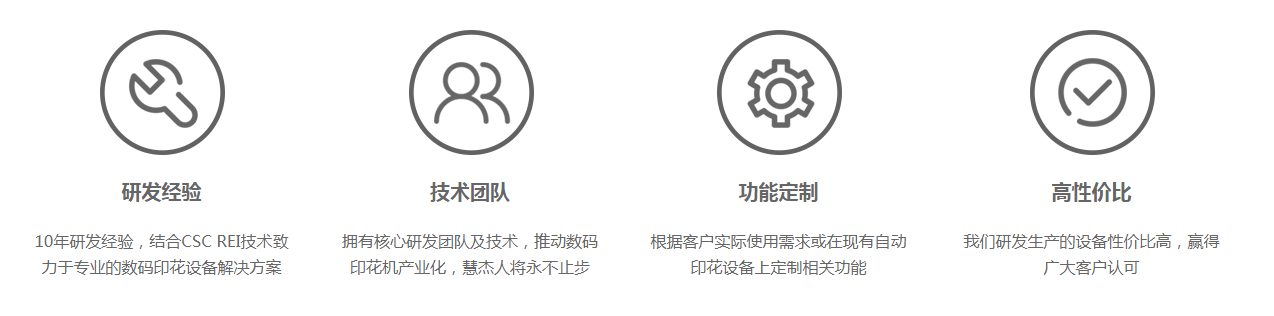 研发经验
10年研发经验，结合CSC REI技术致
力于专业的数码印花设备解决方案
技术团队
拥有核心研发团队及技术，推动数码
印花机产业化，慧杰人将永不止步
功能定制
根据客户实际使用需求或在现有自动
印花设备上定制相关功能
高性价比
我们研发生产的设备性价比高，赢得
广大客户认可